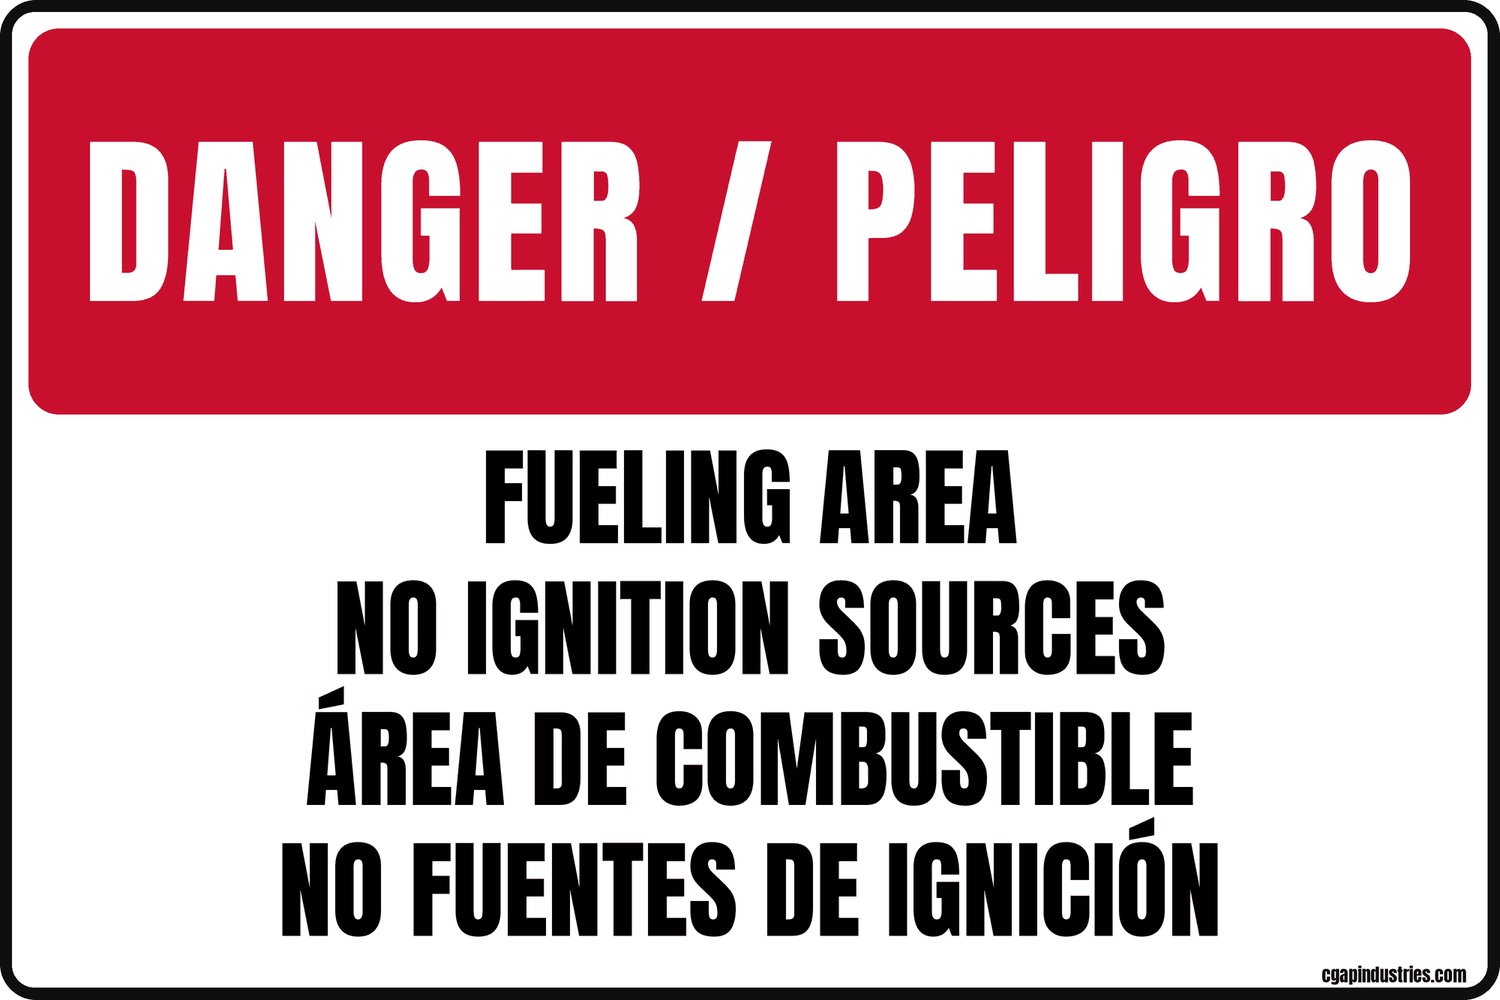 DANGER / PELIGRO
FUELING AREA
NO IGNITION SOURCES
ÁREA DE COMBUSTIBLE
NO FUENTES DE IGNICIÓN
cgapindustries.com